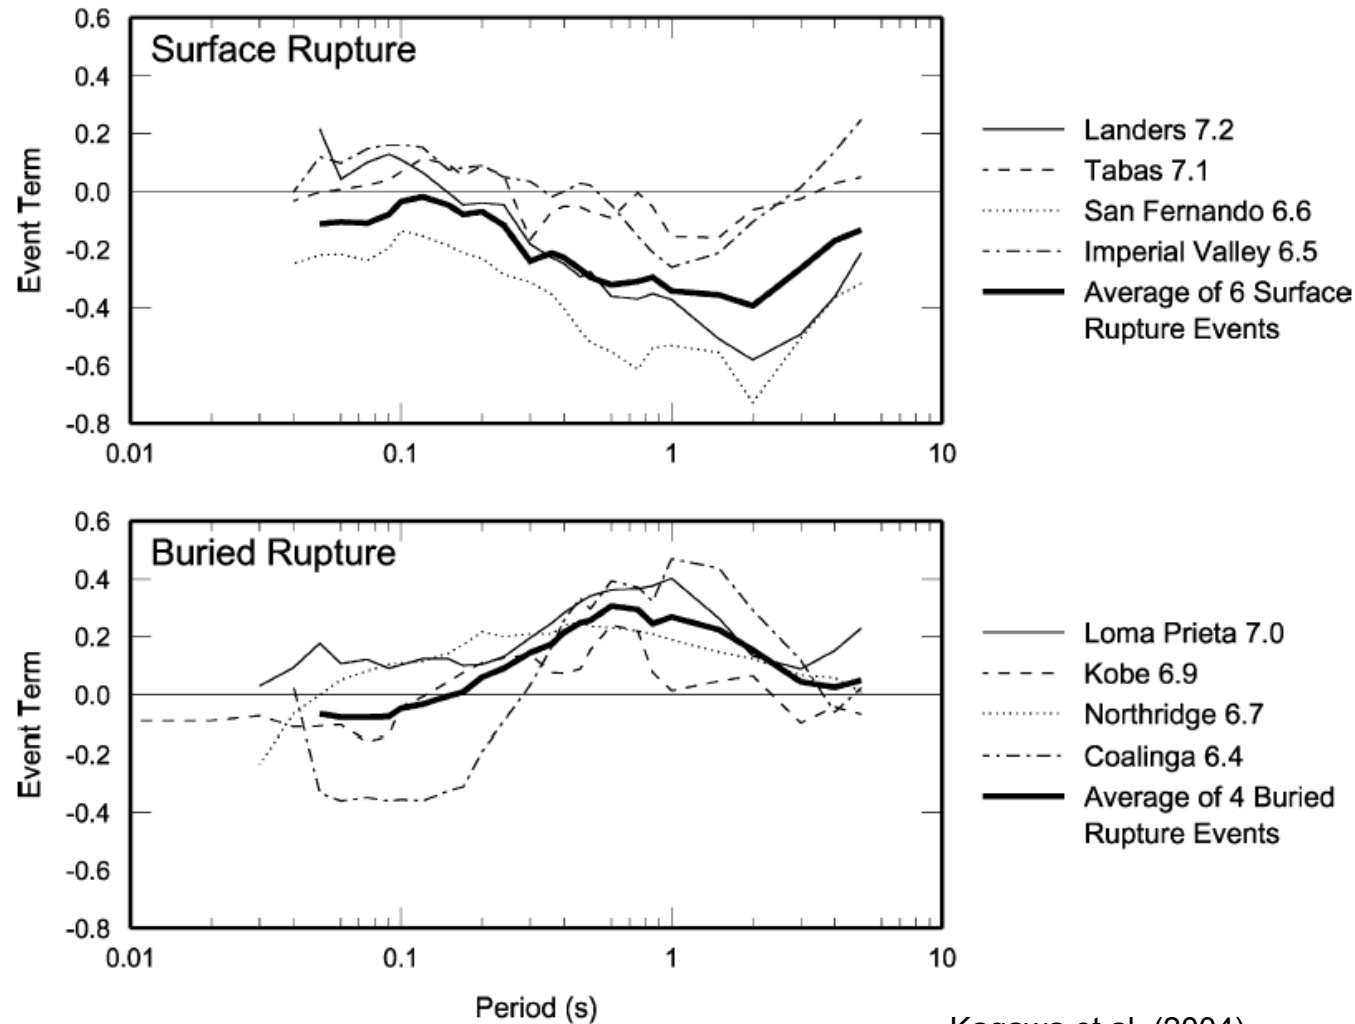 Surface Rupture
0.6
0.4
0.2
0.0
-0.2
-0.4
-0.6
-0.8
Event Term
0.01
0.1
1
10
Landers 7.2
Tabas 7.1
San Fernando 6.6
Imperial Valley 6.5
Average of 6 Surface
Rupture Events
Buried Rupture
0.6
0.4
0.2
0.0
-0.2
-0.4
-0.6
-0.8
Event Term
0.01
0.1
1
10
Period (s)
Loma Prieta 7.0
Kobe 6.9
Northridge 6.7
Coalinga 6.4
Average of 4 Buried
Rupture Events
Kagawa et al. (2004)